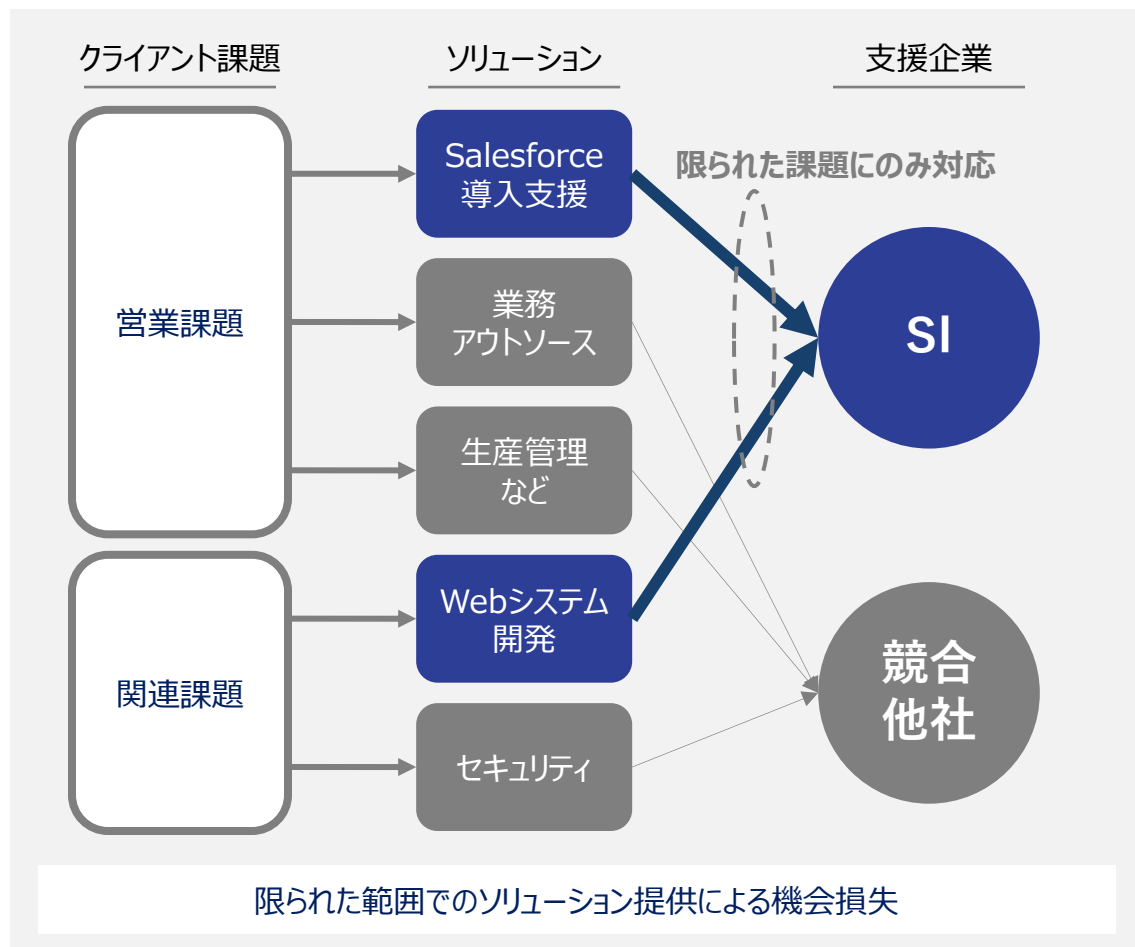 クライアント課題
ソリューション
支援企業
営業課題
関連課題
Salesforce
導入支援
業務
アウトソース
生産管理
など
Webシステム
開発
セキュリティ
限られた課題にのみ対応
SI
競合
他社
限られた範囲でのソリューション提供による機会損失